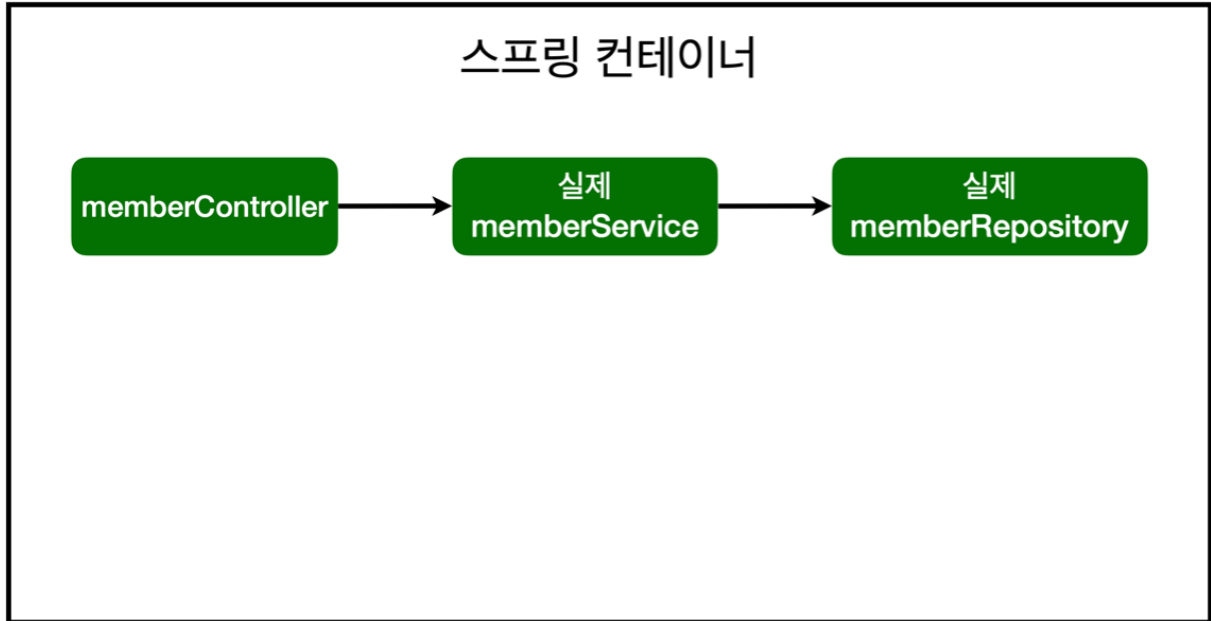 스프링 컨테이너
memberController
실제
memberService
실제
memberRepository